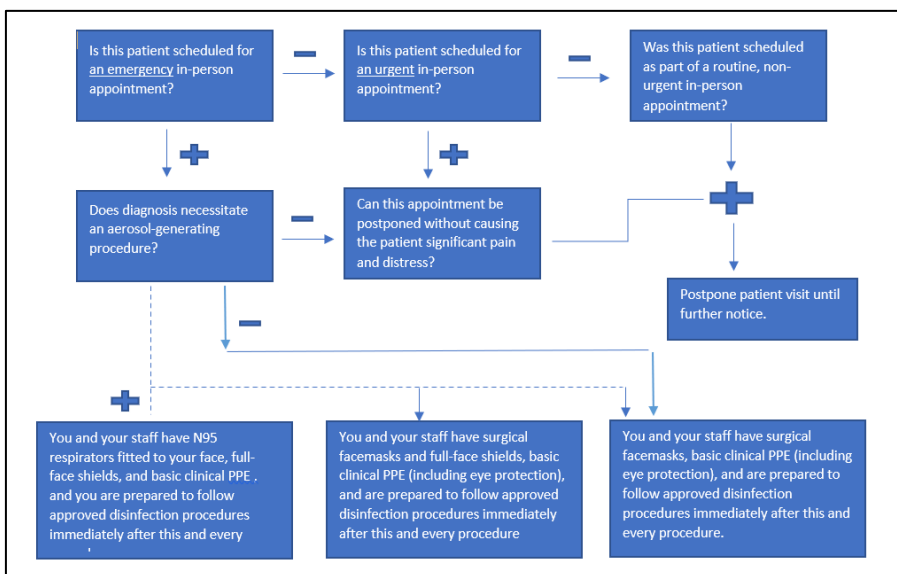 Is this patient scheduled for
an emergency in-person
appointment?
Is this patient scheduled for
an urgent in-person
appointment?
Was this patient scheduled
as part of a routine, non-
urgent in-person
appointment?
Does diagnosis necessitate
an aerosol-generating
procedure?
Can this appointment be
postponed without causing
the patient significant pain
and distress?
Postpone patient visit until
further notice.
You and your staff have N95
respirators fitted to your face, full-
face shields, and basic clinical PPE .
and you are prepared to follow
approved disinfection procedures
immediately after this and every
You and your staff have surgical
facemasks and full-face shields, basic
clinical PPE (including eye protection),
and are prepared to follow approved
disinfection procedures immediately
after this and every procedure
You and your staff have surgical
facemasks, basic clinical PPE (including
eye protection), and are prepared to
follow approved disinfection
procedures immediately after this and
every procedure.